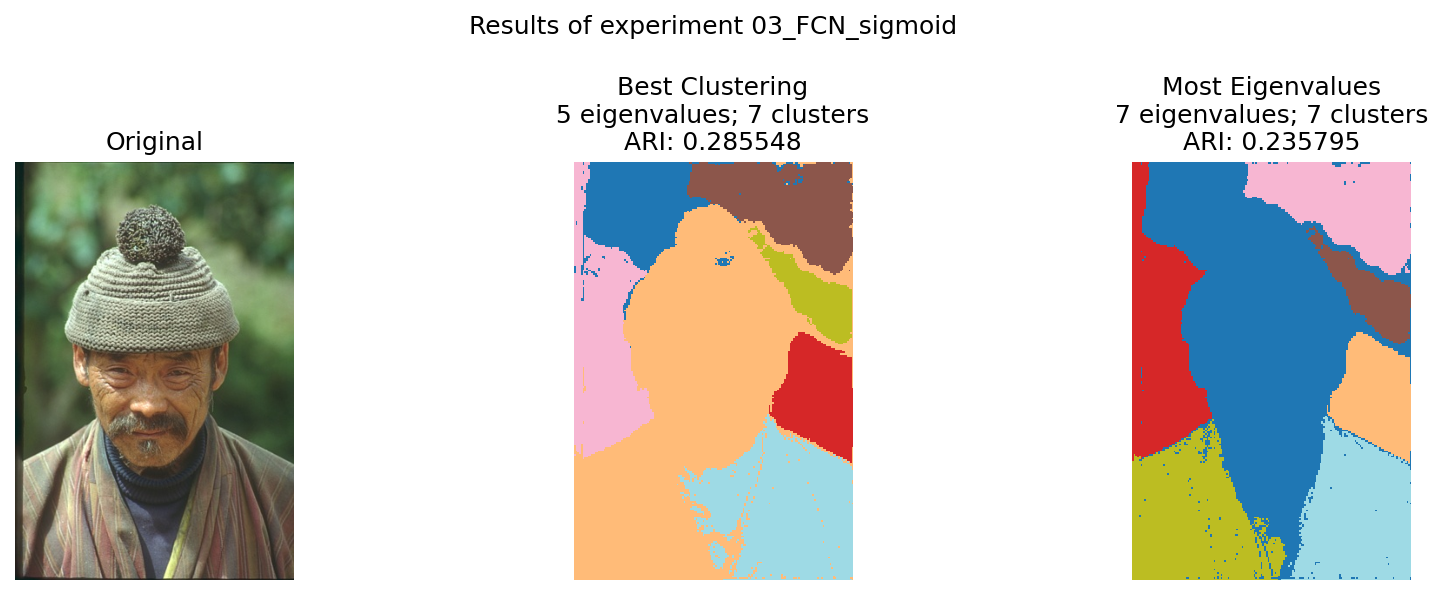 Results of experiment 03_FCN_sigmoid
Original
Best Clustering
5 eigenvalues; 7 clusters
ARI: 0.285548
Most Eigenvalues
7 eigenvalues; 7 clusters
ARI: 0.235795